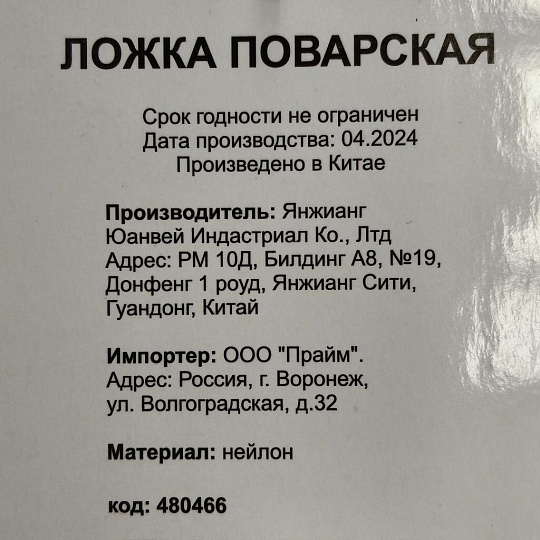 ЛОЖКА ПОВАРСКАЯ
Срок годности не ограничен
Дата производства: 04.2024
Произведено в Китае
Производитель: Янжианг
Юанвей Индастриал Ко., Лтд
Адрес: РМ 10Д, Билдинг А8, №19,
Донфенг 1 роуд, Янжианг Сити,
Гуандонг, Китай
Импортер: ООО "Прайм".
Адрес: Россия, г. Воронеж,
ул. Волгоградская, д.32
Материал: нейлон
код: 480466